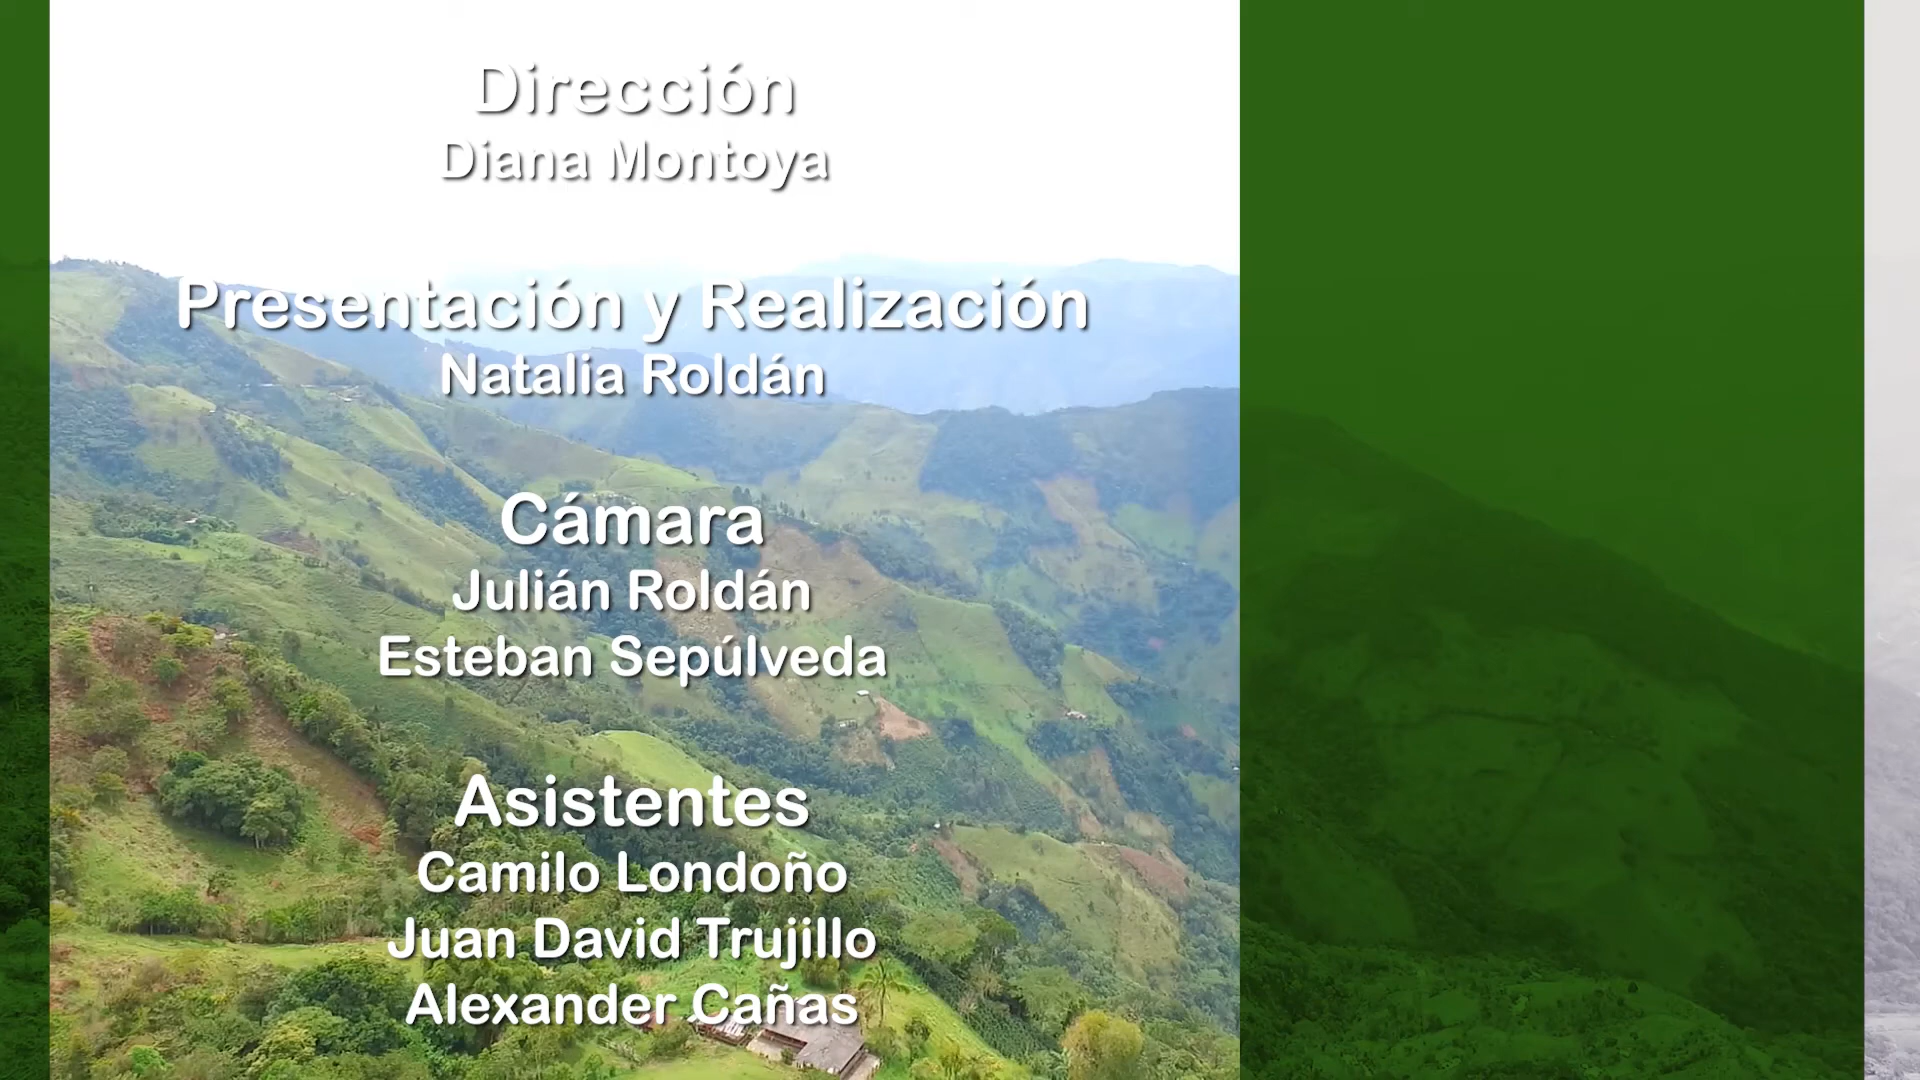 Dirección
Diana Montoya
Presentación y Realización
Natalia Roldán
Cámara
Julián Roldán
Esteban Sepúlveda
Asistentes
Camilo Londoño
Juan David Trujillo
Alexander Cañas